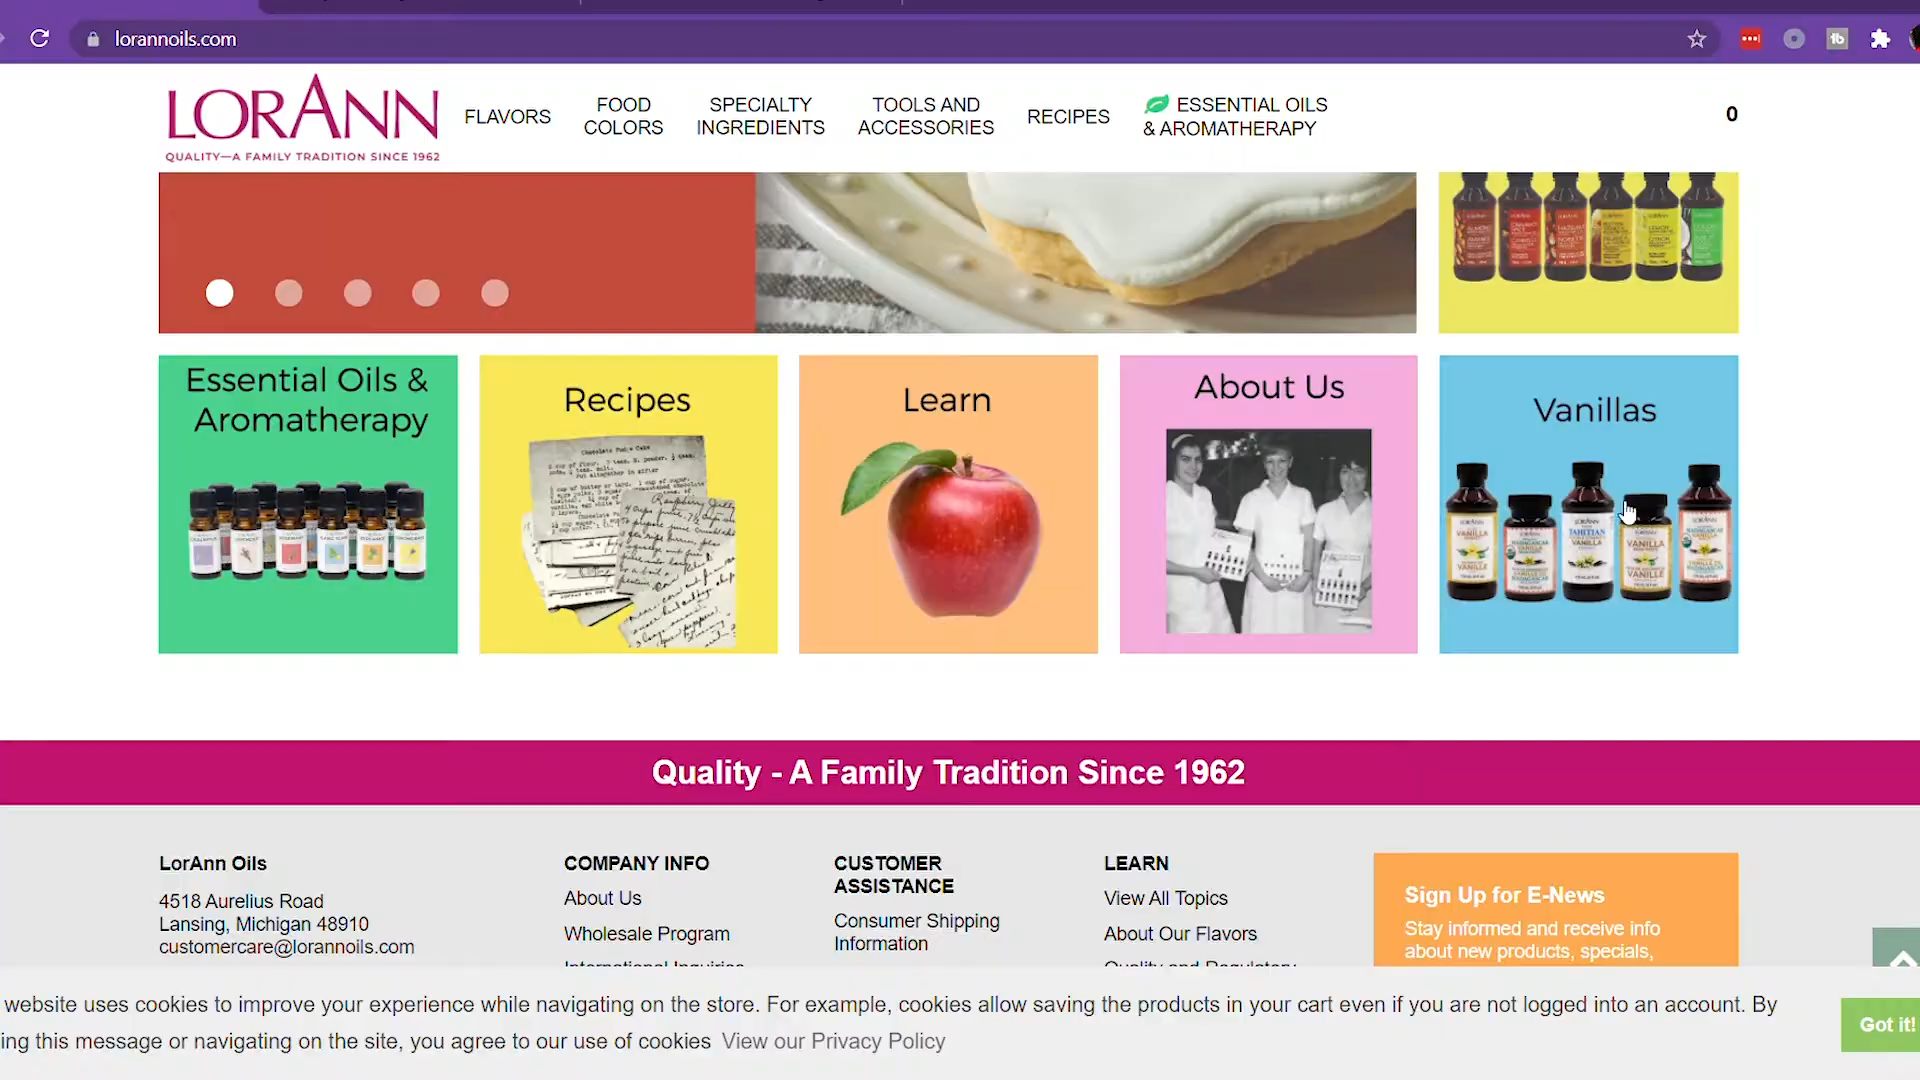 lorannoils.com
LORANN
QUALITY—A FAMILY TRADITION SINCE 1962
FLAVORS
FOOD
COLORS
SPECIALTY
INGREDIENTS
TOOLS AND
ACCESSORIES
RECIPES
ESSENTIAL OILS
& AROMATHERAPY
0
Essential Oils &
Aromatherapy
Recipes
Learn
About Us
Vanillas
Quality - A Family Tradition Since 1962
LorAnn Oils
4518 Aurelius Road
Lansing, Michigan 48910
customercare@lorannoils.com
COMPANY INFO
About Us
Wholesale Program
International Inquiries
CUSTOMER
ASSISTANCE
Consumer Shipping
Information
LEARN
View All Topics
About Our Flavors
Quality and Regulatory
Sign Up for E-News
Stay informed and receive info
about new products, specials,
website uses cookies to improve your experience while navigating on the store. For example, cookies allow saving the products in your cart even if you are not logged into an account. By
ing this message or navigating on the site, you agree to our use of cookies View our Privacy Policy
Got it!